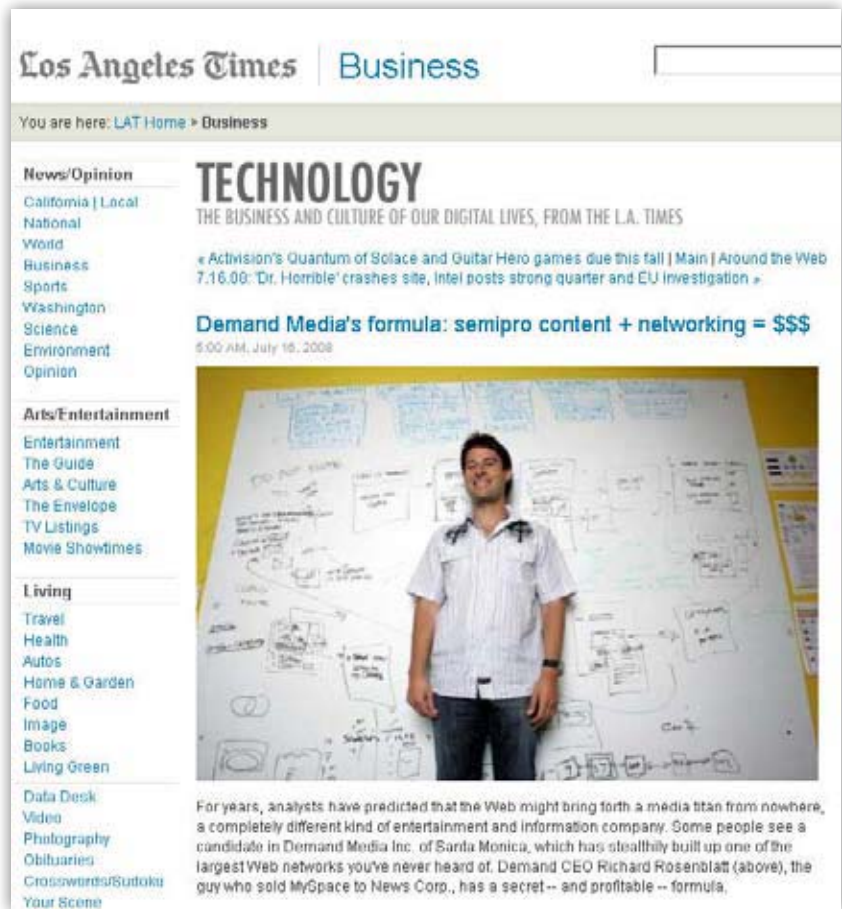 Los Angeles Times Business
You are here: LAT Home > Business
News/Opinion
California | Local
National
World
Business
Sports
Washington
Science
Environment
Opinion
Arts/Entertainment
Entertainment
The Guide
Arts & Culture
The Envelope
TV Listings
Movie Showtimes
Living
Travel
Health
Autos
Home & Garden
Food
Image
Books
Living Green
Data Desk
Video
Photography
Obituaries
Crosswords/Sudoku
Your Scene
TECHNOLOGY
THE BUSINESS AND CULTURE OF OUR DIGITAL LIVES, FROM THE L.A. TIMES
« Activision's Quantum of Solace and Guitar Hero games due this fall | Main | Around the Web
7.16.08: 'Dr. Horrible' crashes site, Intel posts strong quarter and EU investigation »
Demand Media's formula: semipro content + networking = $$$
5:00 AM, July 16, 2008
For years, analysts have predicted that the Web might bring forth a media titan from nowhere,
a completely different kind of entertainment and information company. Some people see a
candidate in Demand Media Inc. of Santa Monica, which has stealthily built up one of the
largest Web networks you've never heard of. Demand CEO Richard Rosenblatt (above), the
guy who sold MySpace to News Corp., has a secret -- and profitable -- formula.